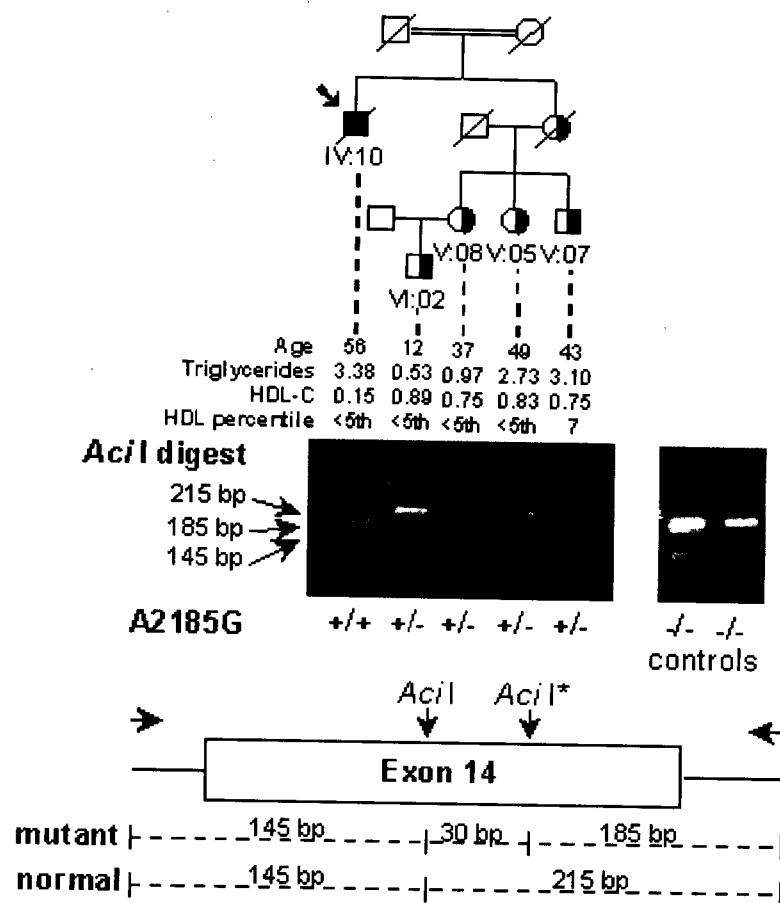 IV:10
V:08 V:05 V:07
VI:02
Age 56 12 37 49 43
Triglycerides 3.38 0.53 0.97 2.73 3.10
HDL-C 0.15 0.89 0.75 0.83 0.75
HDL percentile <5th <5th <5th <5th 7
Aci I digest
215 bp
185 bp
145 bp
A2185G +/+ +/- +/- +/- +/- -/- -/-
controls
Aci I Aci I*
Exon 14
mutant 145 bp 30 bp 185 bp
normal 145 bp 215 bp